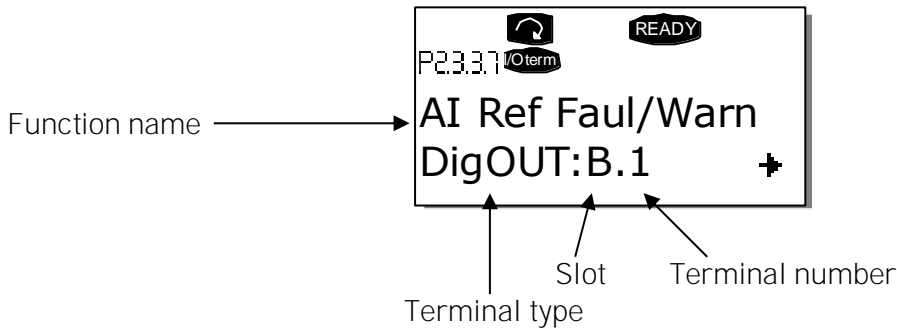 READY
P2.3.3.7 I/Oterm
Function name
AI Ref Faul/Warn
DigOUT:B.1
Slot
Terminal number
Terminal type